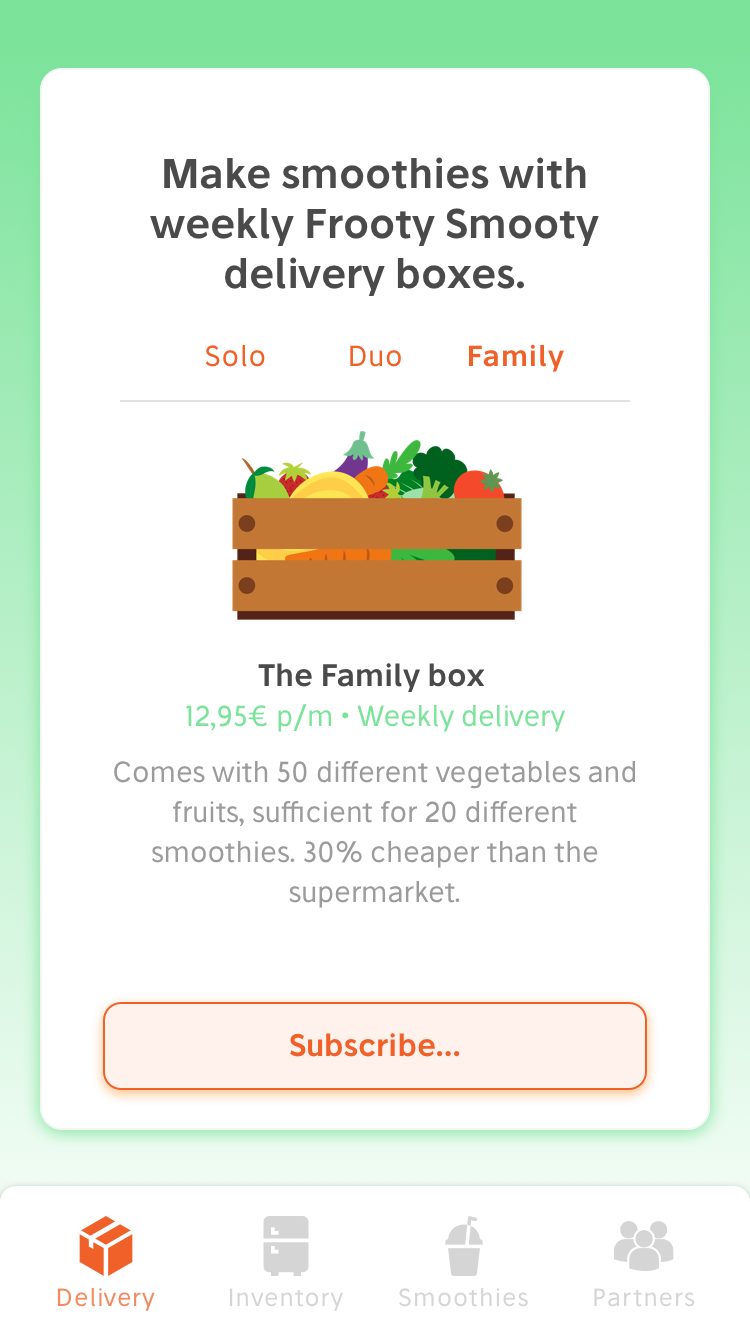 Make smoothies with
weekly Frooty Smooty
delivery boxes.
Solo Duo Family
The Family box
12,95€ p/m • Weekly delivery
Comes with 50 different vegetables and
fruits, sufficient for 20 different
smoothies. 30% cheaper than the
supermarket.
Subscribe...
Delivery Inventory Smoothies Partners